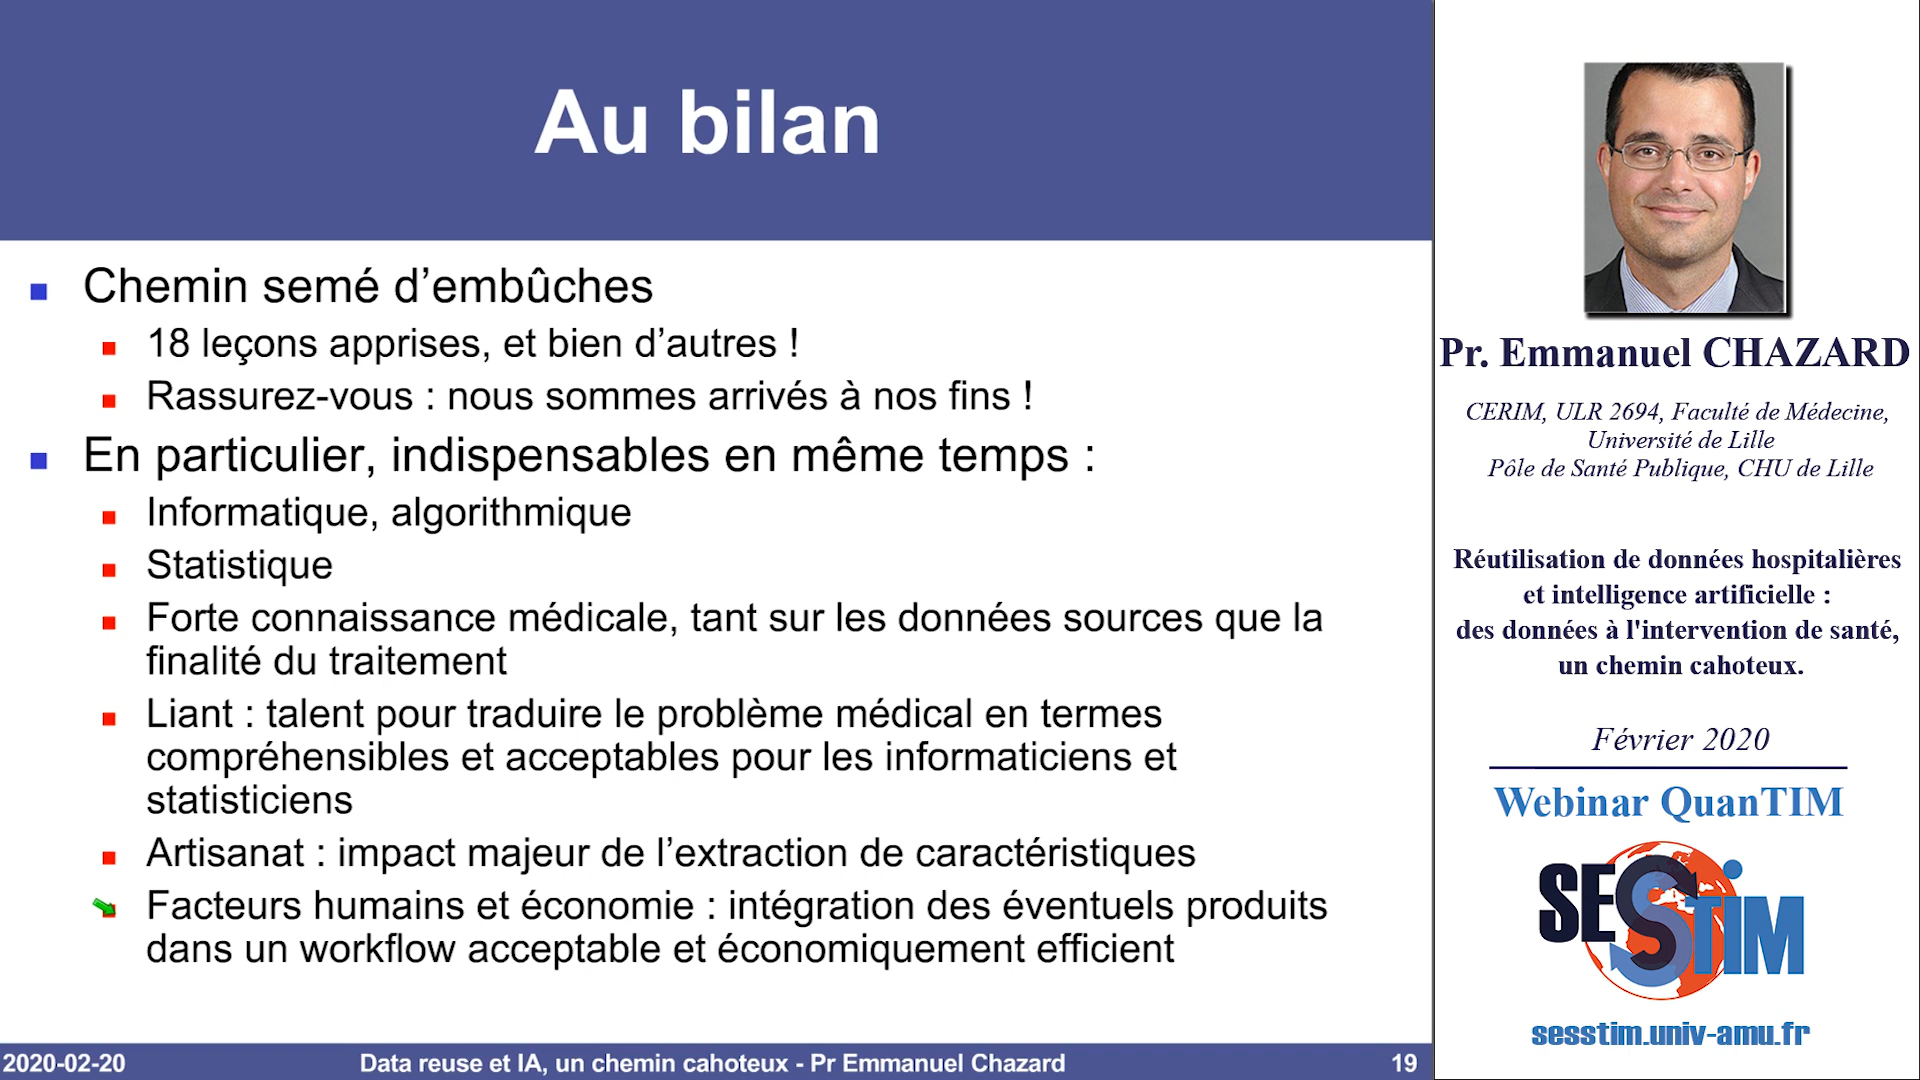 Au bilan
Chemin semé d’embûches
18 leçons apprises, et bien d’autres !
Rassurez-vous : nous sommes arrivés à nos fins !
En particulier, indispensables en même temps :
Informatique, algorithmique
Statistique
Forte connaissance médicale, tant sur les données sources que la
finalité du traitement
Liant : talent pour traduire le problème médical en termes
compréhensibles et acceptables pour les informaticiens et
statisticiens
Artisanat : impact majeur de l’extraction de caractéristiques
Facteurs humains et économie : intégration des éventuels produits
dans un workflow acceptable et économiquement efficient
2020-02-20
Data reuse et IA, un chemin cahoteux - Pr Emmanuel Chazard
19
Pr. Emmanuel CHAZARD
CERIM, ULR 2694, Faculté de Médecine,
Université de Lille
Pôle de Santé Publique, CHU de Lille
Réutilisation de données hospitalières
et intelligence artificielle :
des données à l'intervention de santé,
un chemin cahoteux.
Février 2020
Webinar QuanTIM
SESSTIM
sesstim.univ-amu.fr